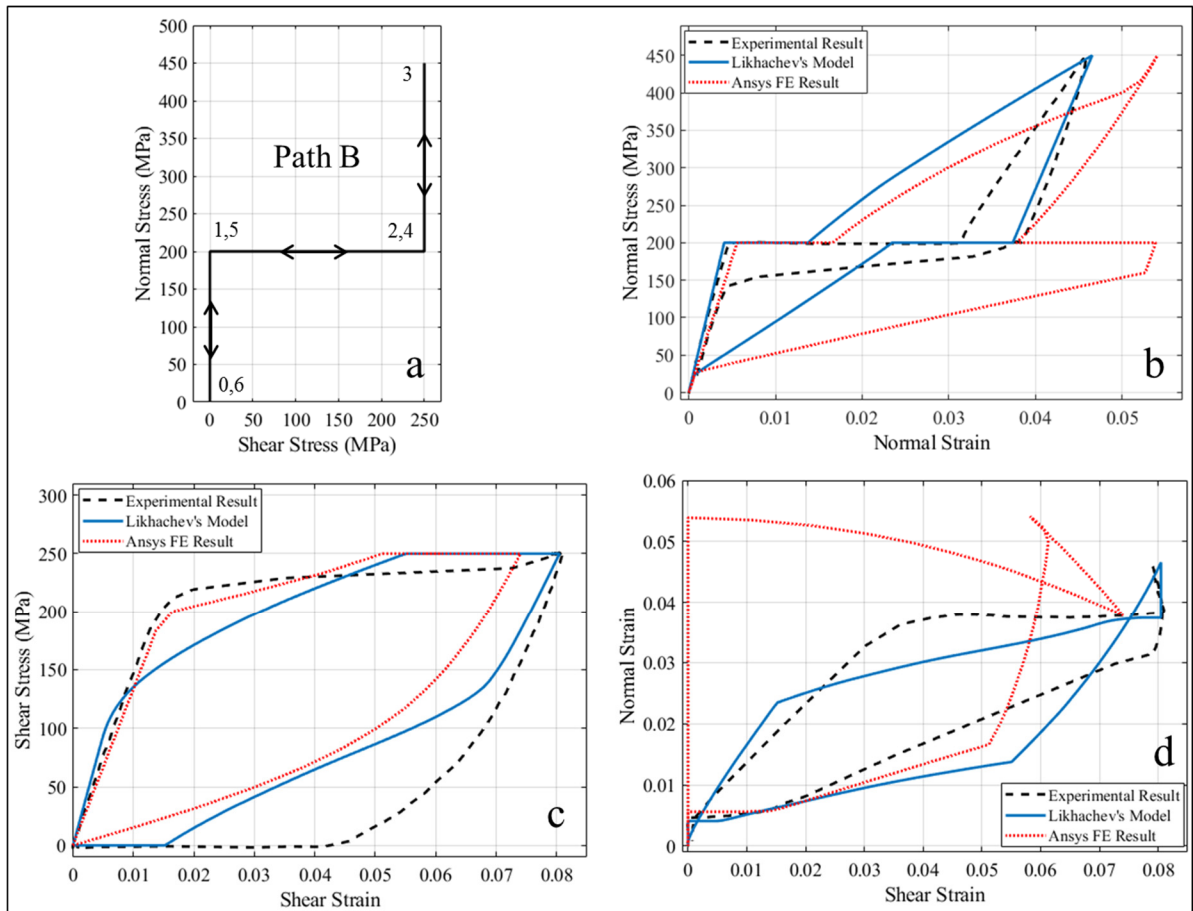 500
450
400
350
300
250
200
150
100
50
0
Normal Stress (MPa)
3
Path B
1,5
2,4
0,6
a
0 50 100 150 200 250
Shear Stress (MPa)
Experimental Result
Likhachev's Model
Ansys FE Result
450
400
350
300
250
200
150
100
50
0
Normal Stress (MPa)
b
0 0.01 0.02 0.03 0.04 0.05
Normal Strain
Experimental Result
Likhachev's Model
Ansys FE Result
300
250
200
150
100
50
0
Shear Stress (MPa)
c
0 0.01 0.02 0.03 0.04 0.05 0.06 0.07 0.08
Shear Strain
0.06
0.05
0.04
0.03
0.02
0.01
0
Normal Strain
d
Experimental Result
Likhachev's Model
Ansys FE Result
0 0.01 0.02 0.03 0.04 0.05 0.06 0.07 0.08
Shear Strain